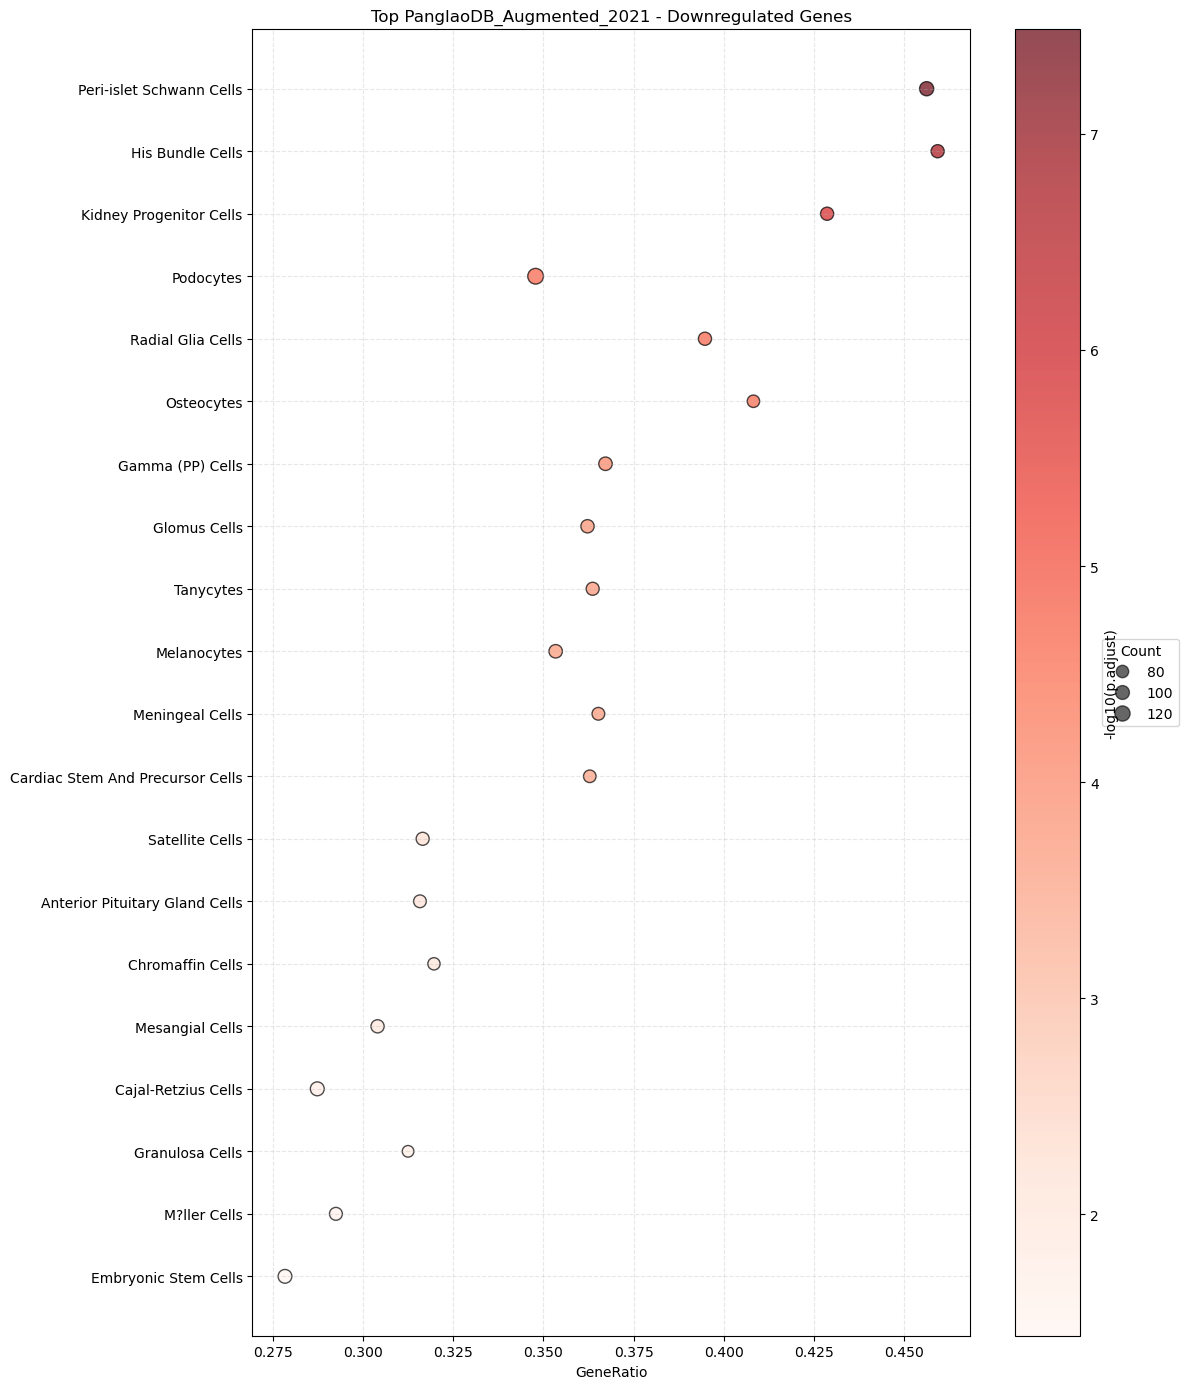 Top PanglaoDB_Augmented_2021 - Downregulated Genes
Peri-islet Schwann Cells
His Bundle Cells
Kidney Progenitor Cells
Podocytes
Radial Glia Cells
Osteocytes
Gamma (PP) Cells
Glomus Cells
Tanycytes
Melanocytes
Meningeal Cells
Cardiac Stem And Precursor Cells
Satellite Cells
Anterior Pituitary Gland Cells
Chromaffin Cells
Mesangial Cells
Cajal-Retzius Cells
Granulosa Cells
M?ller Cells
Embryonic Stem Cells
0.275 0.300 0.325 0.350 0.375 0.400 0.425 0.450
GeneRatio
7
6
5
4
3
2
-log10(p.adjust)
Count
80
100
120